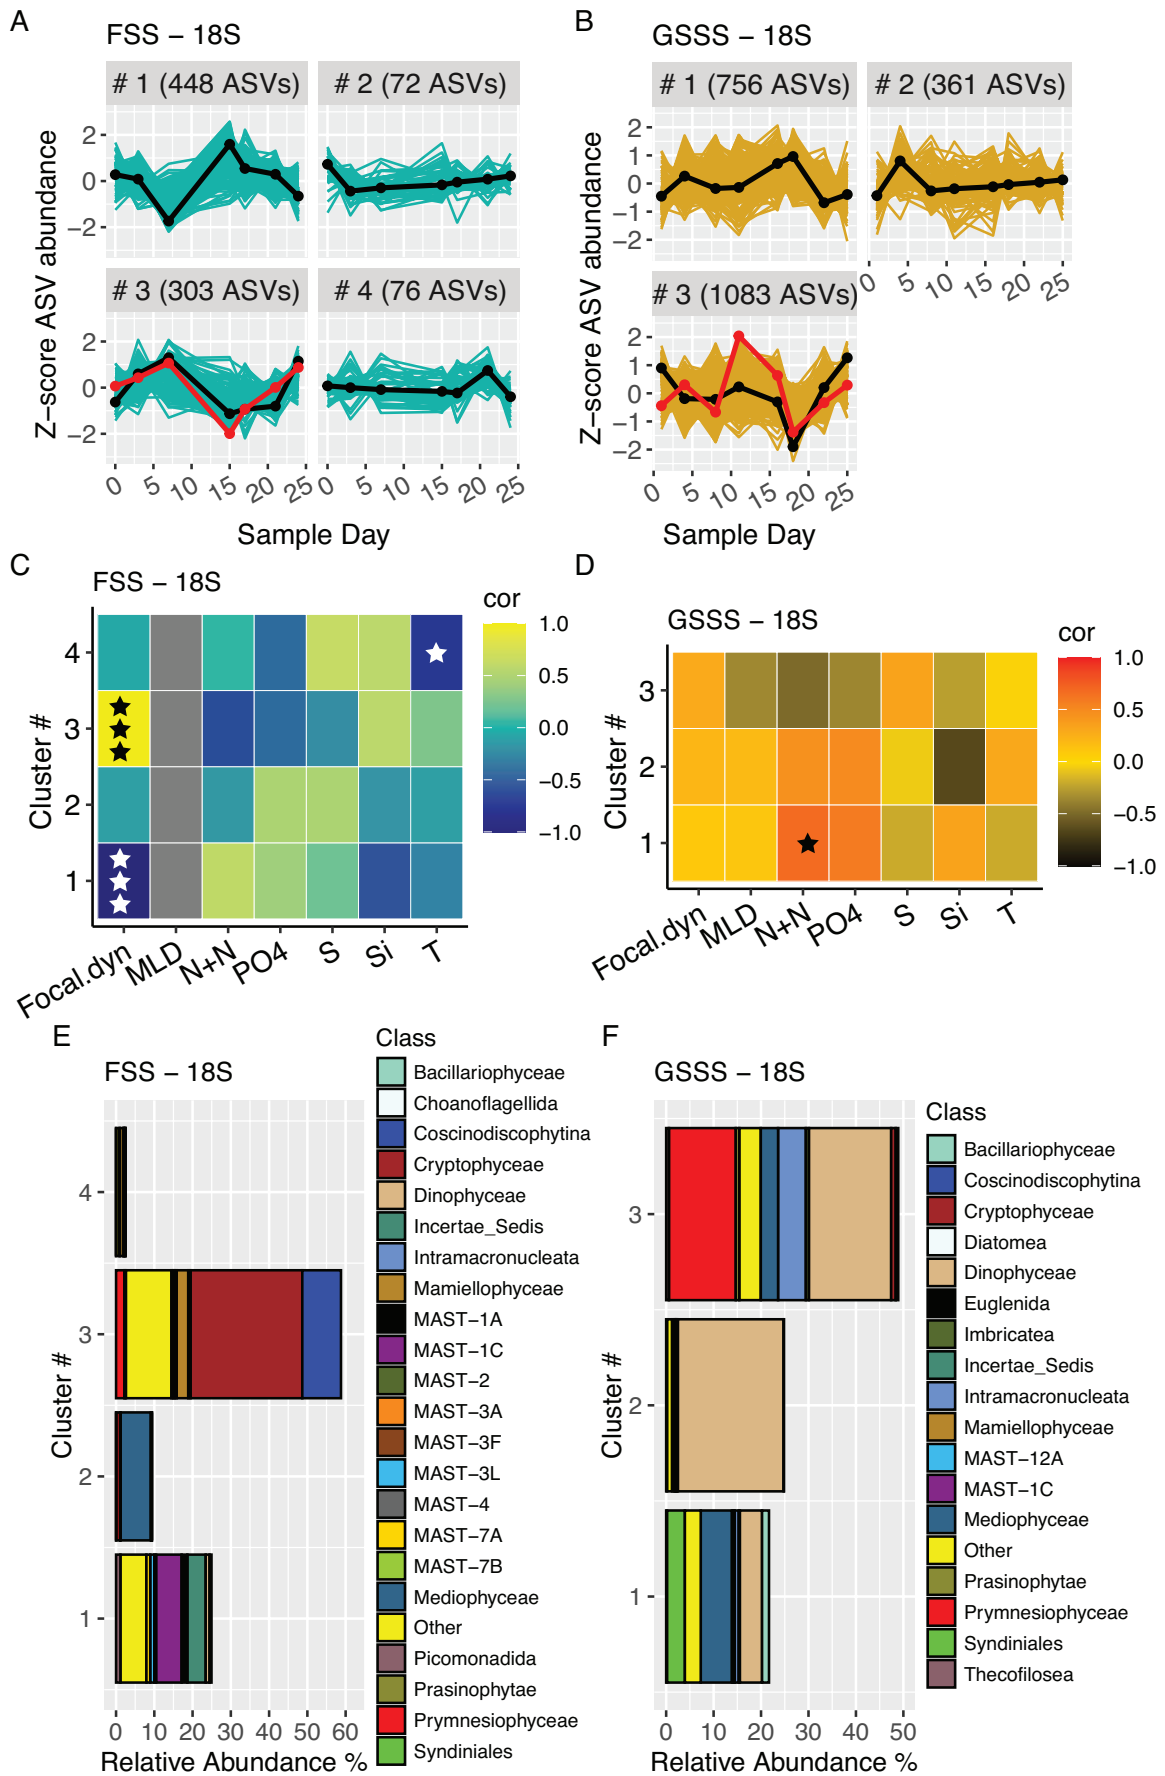 A
FSS – 18S
# 1 (448 ASVs)
# 2 (72 ASVs)
2
0
−2
# 3 (303 ASVs)
# 4 (76 ASVs)
2
0
−2
0
5
10
15
20
25
0
5
10
15
20
25
Z−score ASV abundance
Sample Day
B
GSSS – 18S
# 1 (756 ASVs)
# 2 (361 ASVs)
2
1
0
−1
−2
0
5
10
15
20
25
# 3 (1083 ASVs)
2
1
0
−1
−2
0
5
10
15
20
25
Z−score ASV abundance
Sample Day
C
FSS – 18S
4
3
2
1
Cluster #
Focal.dyn
MLD
N+N
PO4
S
Si
T
cor
1.0
0.5
0.0
−0.5
−1.0
D
GSSS – 18S
3
2
1
Cluster #
Focal.dyn
MLD
N+N
PO4
S
Si
T
cor
1.0
0.5
0.0
−0.5
−1.0
E
FSS – 18S
4
3
2
1
Cluster #
0
10
20
30
40
50
60
Relative Abundance %
Class
Bacillariophyceae
Choanoflagellida
Coscinodiscophytina
Cryptophyceae
Dinophyceae
Incertae_Sedis
Intramacronucleata
Mamiellophyceae
MAST−1A
MAST−1C
MAST−2
MAST−3A
MAST−3F
MAST−3L
MAST−4
MAST−7A
MAST−7B
Mediophyceae
Other
Picomonadida
Prasinophytae
Prymnesiophyceae
Syndiniales
F
GSSS – 18S
3
2
1
Cluster #
0
10
20
30
40
50
Relative Abundance %
Class
Bacillariophyceae
Coscinodiscophytina
Cryptophyceae
Diatomea
Dinophyceae
Euglenida
Imbricatea
Incertae_Sedis
Intramacronucleata
Mamiellophyceae
MAST−12A
MAST−1C
Mediophyceae
Other
Prasinophytae
Prymnesiophyceae
Syndiniales
Thecofilosea